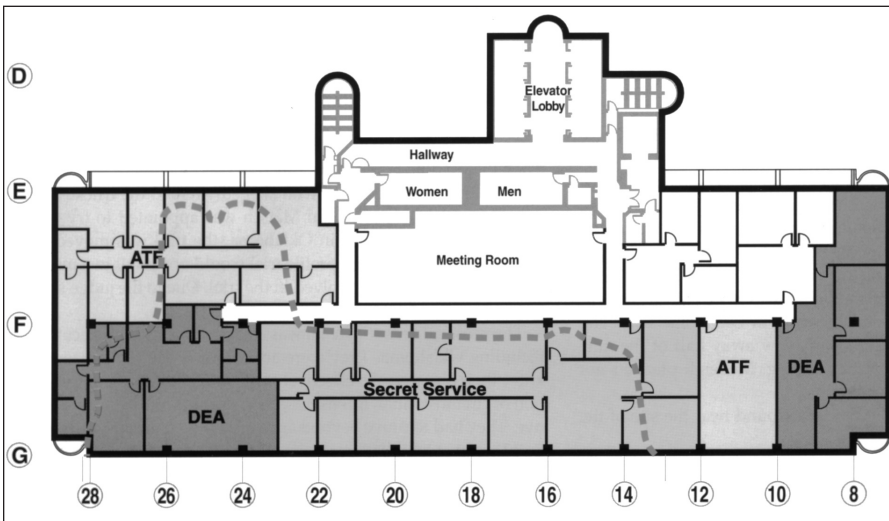 D
Elevator
Lobby
Hallway
E
Women
Men
ATF
Meeting Room
F
ATF
DEA
Secret Service
DEA
G
28
26
24
22
20
18
16
14
12
10
8